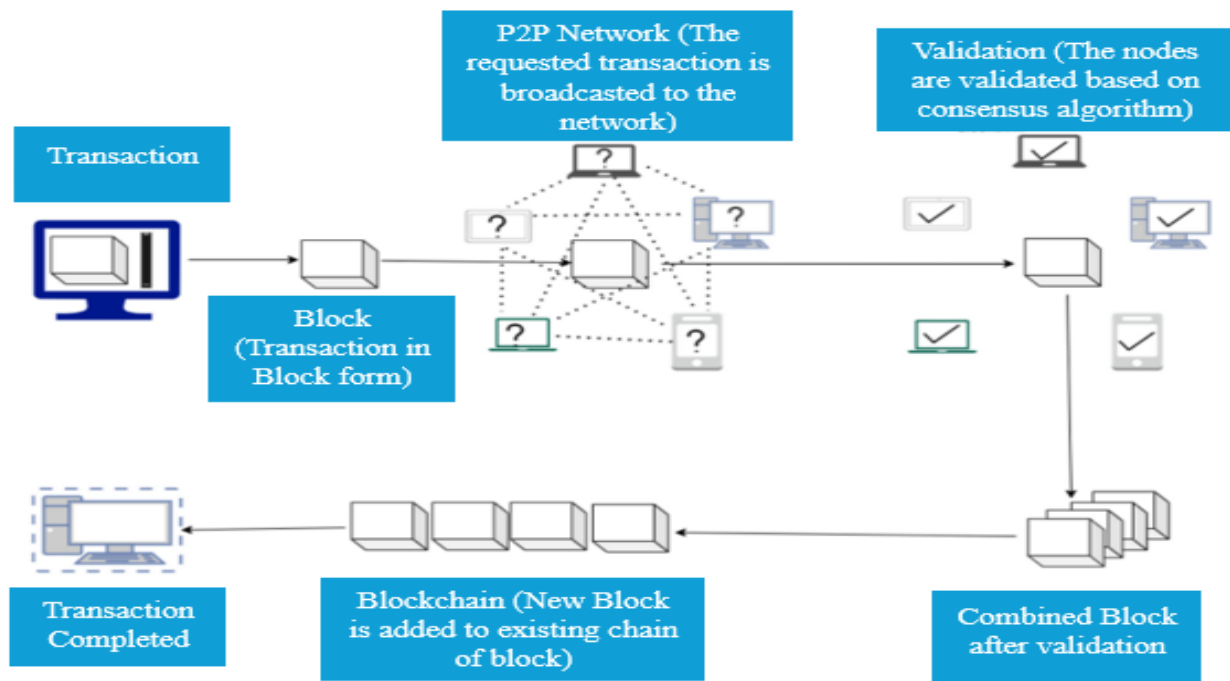 P2P Network (The
requested transaction is
broadcasted to the
network)
Validation (The nodes
are validated based on
consensus algorithm)
Transaction
?
?
?
?
?
Block
(Transaction in
Block form)
Transaction
Completed
Blockchain (New Block
is added to existing chain
of block)
Combined Block
after validation